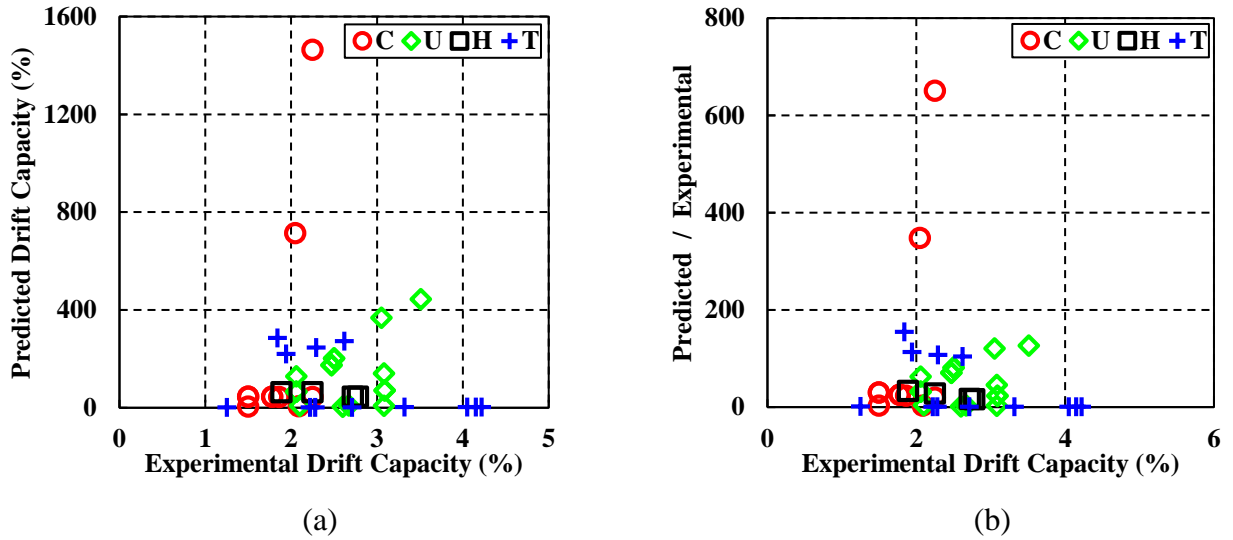 Predicted Drift Capacity (%)
1600
1200
800
400
0
C U H T
0 1 2 3 4 5
Experimental Drift Capacity (%)
(a)
Predicted / Experimental
800
600
400
200
0
C U H T
0 2 4 6
Experimental Drift Capacity (%)
(b)